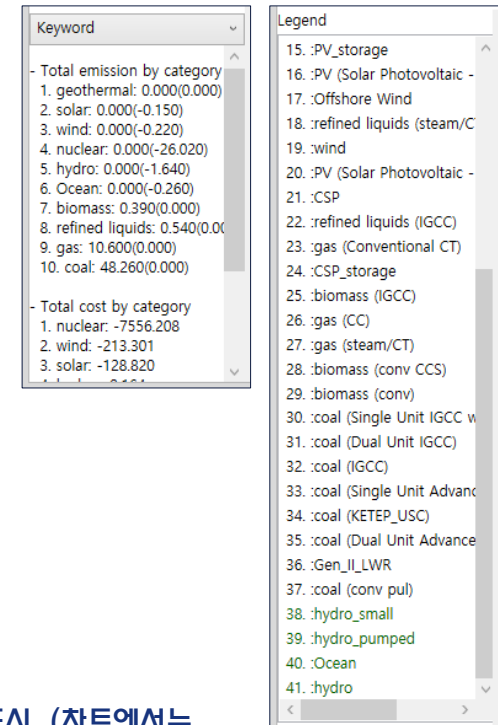 Keyword
- Total emission by category
1. geothermal: 0.000(0.000)
2. solar: 0.000(-0.150)
3. wind: 0.000(-0.220)
4. nuclear: 0.000(-26.020)
5. hydro: 0.000(-1.640)
6. Ocean: 0.000(-0.260)
7. biomass: 0.390(0.000)
8. refined liquids: 0.540(0.00
9. gas: 10.600(0.000)
10. coal: 48.260(0.000)
- Total cost by category
1. nuclear: -7556.208
2. wind: -213.301
3. solar: -128.820
Legend
15. :PV_storage
16. :PV (Solar Photovoltaic -
17. :Offshore Wind
18. :refined liquids (steam/C
19. :wind
20. :PV (Solar Photovoltaic -
21. :CSP
22. :refined liquids (IGCC)
23. :gas (Conventional CT)
24. :CSP_storage
25. :biomass (IGCC)
26. :gas (CC)
27. :gas (steam/CT)
28. :biomass (conv CCS)
29. :biomass (conv)
30. :coal (Single Unit IGCC w
31. :coal (Dual Unit IGCC)
32. :coal (IGCC)
33. :coal (Single Unit Advanc
34. :coal (KETEP_USC)
35. :coal (Dual Unit Advance
36. :Gen_II_LWR
37. :coal (conv pul)
38. :hydro_small
39. :hydro_pumped
40. :Ocean
41. :hydro
(차트에서는